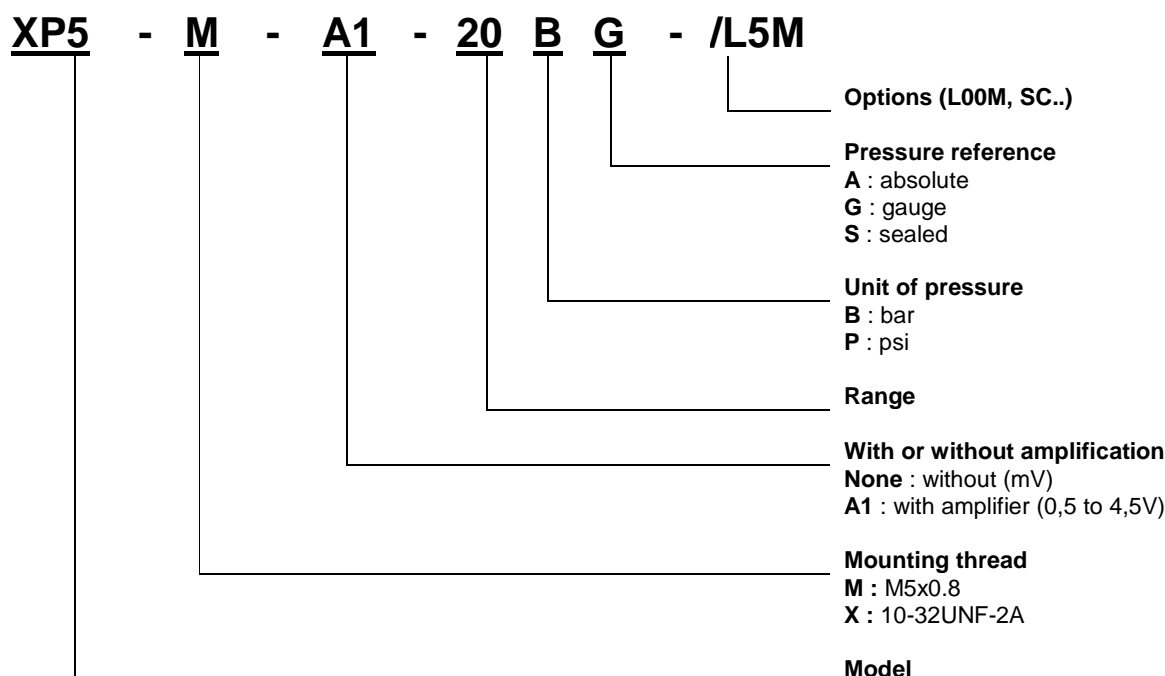 XP5 - M - A1 - 20 B G - /L5M
Options (L00M, SC..)
Pressure reference
A : absolute
G : gauge
S : sealed
Unit of pressure
B : bar
P : psi
Range
With or without amplification
None : without (mV)
A1 : with amplifier (0,5 to 4,5V)
Mounting thread
M : M5x0.8
X : 10-32UNF-2A
Model